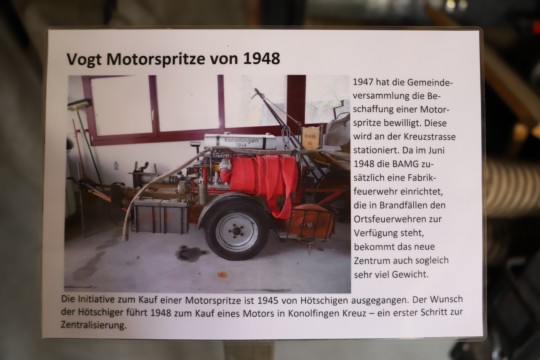 Vogt Motorspritze von 1948
1947 hat die Gemeinde-
versammlung die Be-
schaffung einer Motor-
spritze bewilligt. Diese
wird an der Kreuzstrasse
stationiert. Da im Juni
1948 die BAMG zu-
sätzlich eine Fabrik-
feuerwehr einrichtet,
die in Brandfällen den
Ortsfeuerwehren zur
Verfügung steht,
bekommt das neue
Zentrum auch sogleich
sehr viel Gewicht.
Die Initiative zum Kauf einer Motorspritze ist 1945 von Hötschigen ausgegangen. Der Wunsch
der Hötschiger führt 1948 zum Kauf eines Motors in Konolfingen Kreuz – ein erster Schritt zur
Zentralisierung.